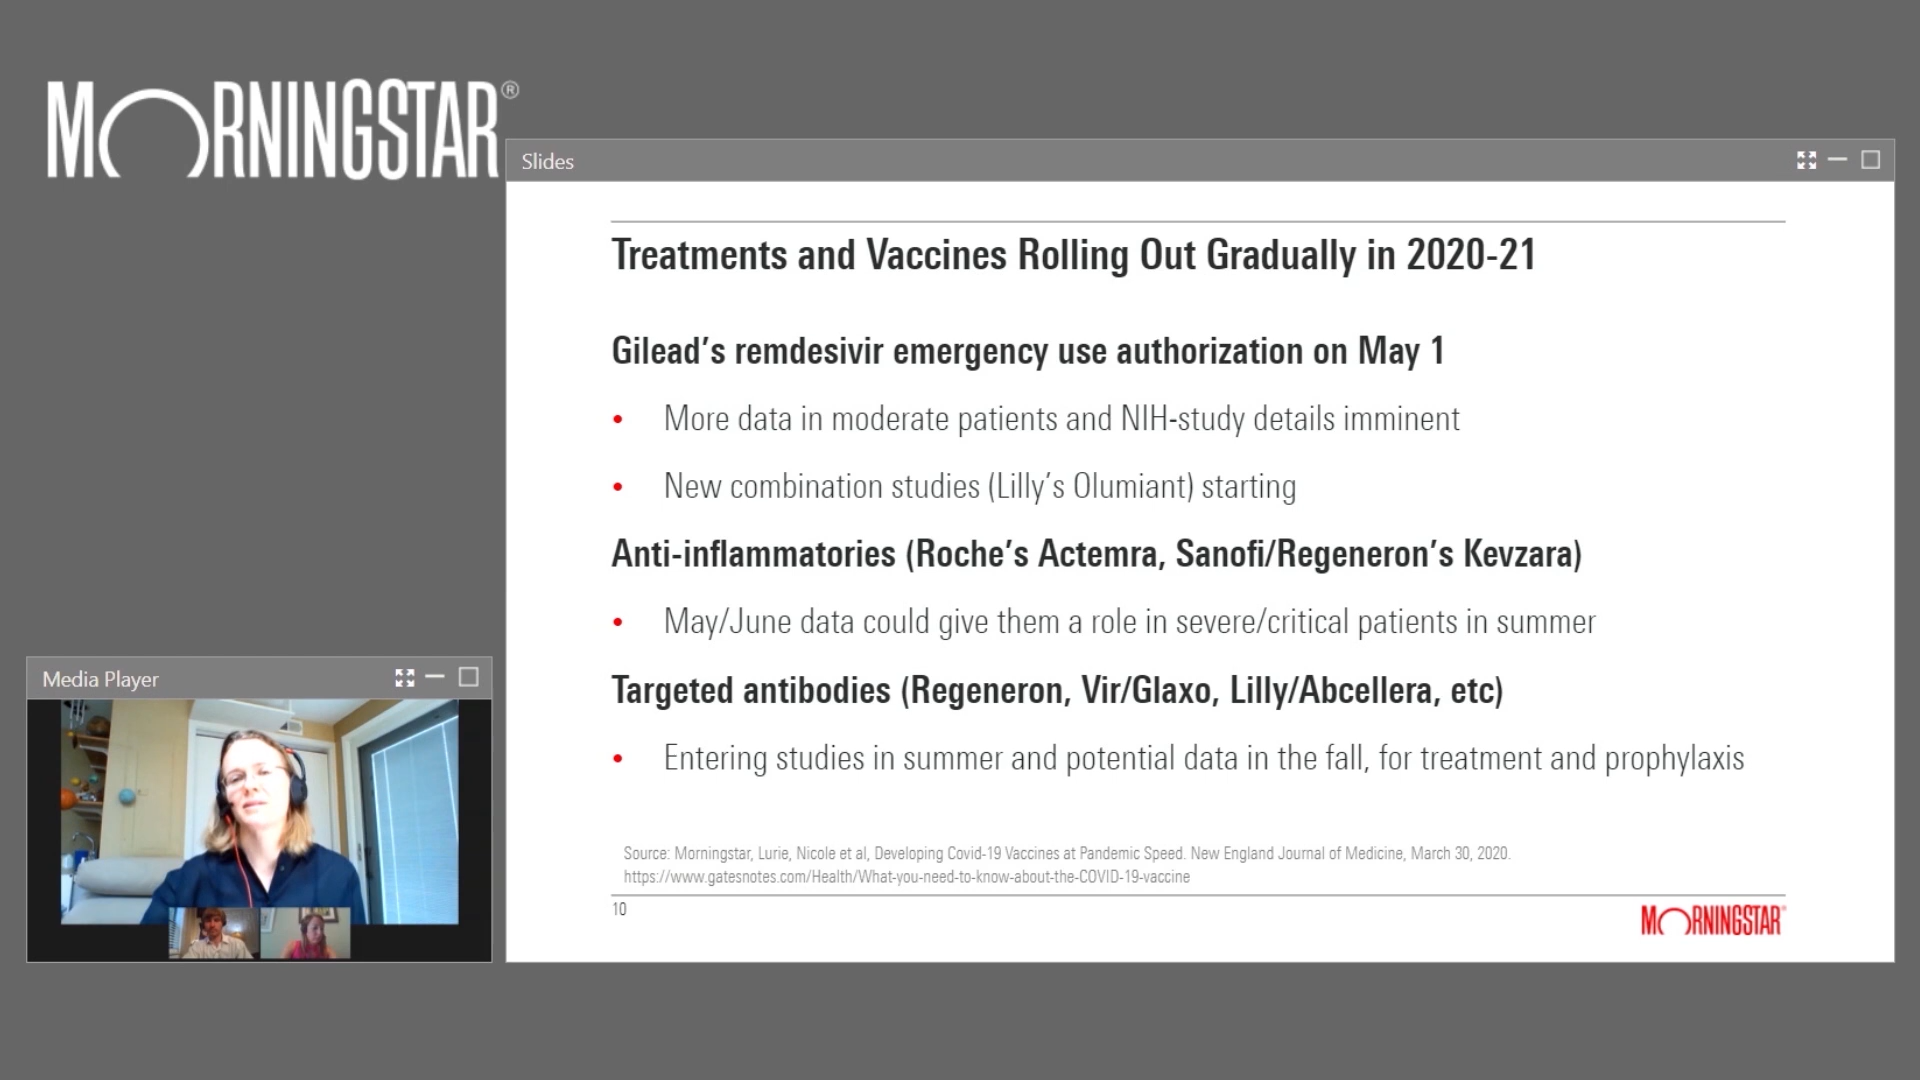 MORNINGSTAR®
Slides
Treatments and Vaccines Rolling Out Gradually in 2020-21
Gilead’s remdesivir emergency use authorization on May 1
• More data in moderate patients and NIH-study details imminent
• New combination studies (Lilly’s Olumiant) starting
Anti-inflammatories (Roche’s Actemra, Sanofi/Regeneron’s Kevzara)
• May/June data could give them a role in severe/critical patients in summer
Targeted antibodies (Regeneron, Vir/Glaxo, Lilly/Abcellera, etc)
• Entering studies in summer and potential data in the fall, for treatment and prophylaxis
Source: Morningstar, Lurie, Nicole et al, Developing Covid-19 Vaccines at Pandemic Speed. New England Journal of Medicine, March 30, 2020.
https://www.gatesnotes.com/Health/What-you-need-to-know-about-the-COVID-19-vaccine
10
MORNINGSTAR®
Media Player